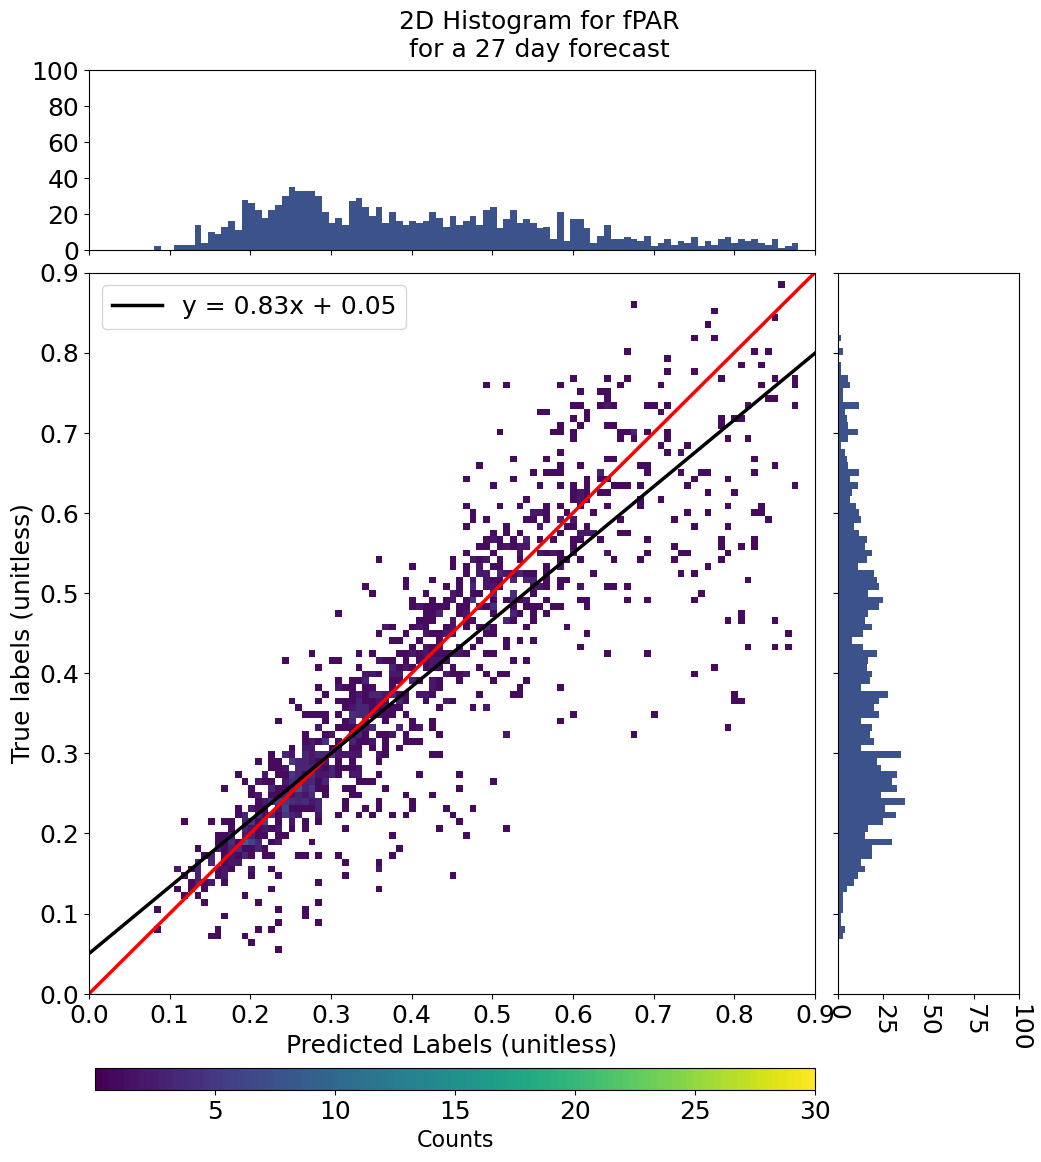 2D Histogram for fPAR
for a 27 day forecast
100
80
60
40
20
0
0.9
0.8
0.7
0.6
0.5
0.4
0.3
0.2
0.1
0.0
True labels (unitless)
y = 0.83x + 0.05
0.0 0.1 0.2 0.3 0.4 0.5 0.6 0.7 0.8 0.9
Predicted Labels (unitless)
0 25 50 75 100
5 10 15 20 25 30
Counts